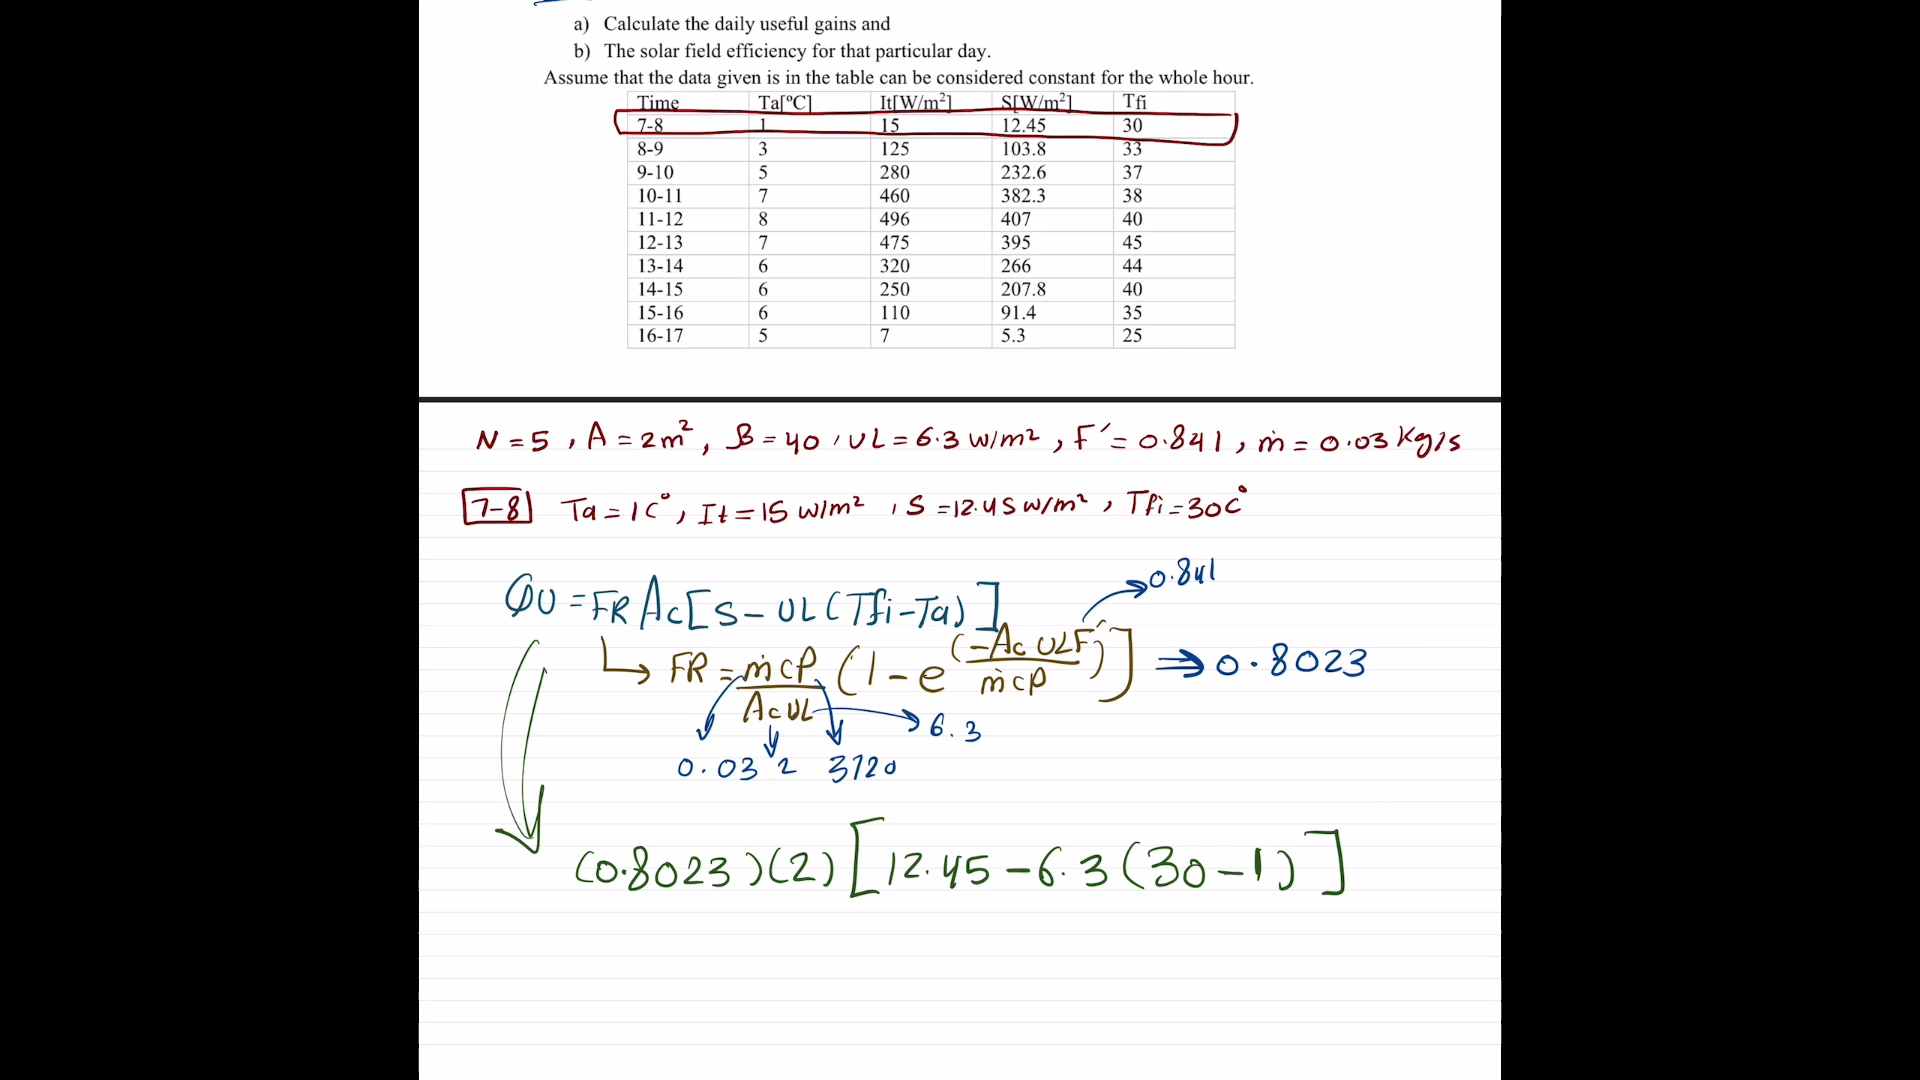 a) Calculate the daily useful gains and
b) The solar field efficiency for that particular day.
Assume that the data given is in the table can be considered constant for the whole hour.
Time Ta[°C] It[W/m²] S[W/m²] Tfi
7-8 1 15 12.45 30
8-9 3 125 103.8 33
9-10 5 280 232.6 37
10-11 7 460 382.3 38
11-12 8 496 407 40
12-13 7 475 395 45
13-14 6 320 266 44
14-15 6 250 207.8 40
15-16 6 110 91.4 35
16-17 5 7 5.3 25
N = 5 , A = 2m² , B = 40 , UL = 6.3 W/m² , F' = 0.841 , ṁ = 0.03 Kg/s
7-8 Ta = 1C° , It = 15 W/m² , S = 12.45 W/m² , Tfi = 30C°
QU = FR Ac[S - UL(Tfi-Ta)]
0.841
FR = ṁcp/AcUL (1 - e^(-AcULF'/ṁcp)] ⇒ 0.8023
6.3
0.03 2 3720
(0.8023)(2)[12.45 - 6.3(30-1)]